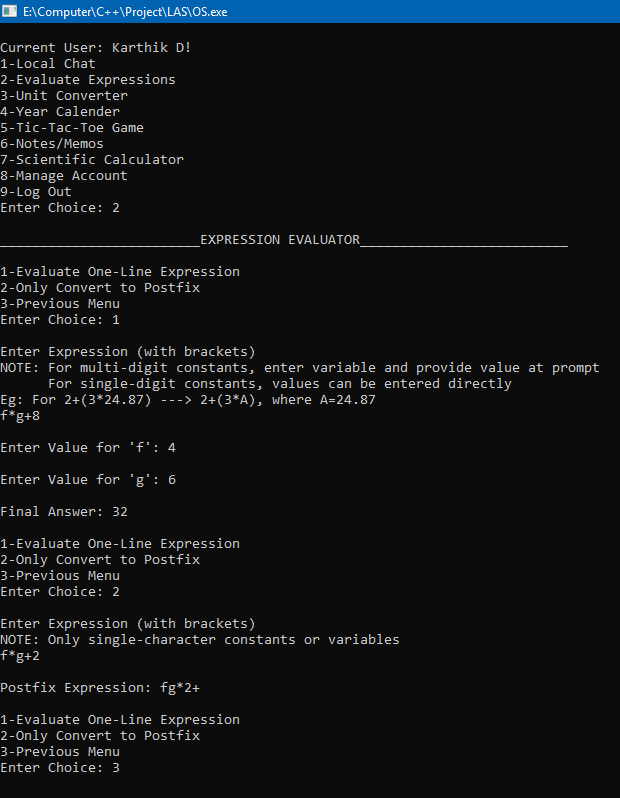 E:\Computer\C++\Project\LAS\OS.exe
Current User: Karthik D!
1-Local Chat
2-Evaluate Expressions
3-Unit Converter
4-Year Calender
5-Tic-Tac-Toe Game
6-Notes/Memos
7-Scientific Calculator
8-Manage Account
9-Log Out
Enter Choice: 2
_________________________EXPRESSION EVALUATOR__________________________
1-Evaluate One-Line Expression
2-Only Convert to Postfix
3-Previous Menu
Enter Choice: 1
Enter Expression (with brackets)
NOTE: For multi-digit constants, enter variable and provide value at prompt
For single-digit constants, values can be entered directly
Eg: For 2+(3*24.87) ---> 2+(3*A), where A=24.87
f*g+8
Enter Value for 'f': 4
Enter Value for 'g': 6
Final Answer: 32
1-Evaluate One-Line Expression
2-Only Convert to Postfix
3-Previous Menu
Enter Choice: 2
Enter Expression (with brackets)
NOTE: Only single-character constants or variables
f*g+2
Postfix Expression: fg*2+
1-Evaluate One-Line Expression
2-Only Convert to Postfix
3-Previous Menu
Enter Choice: 3